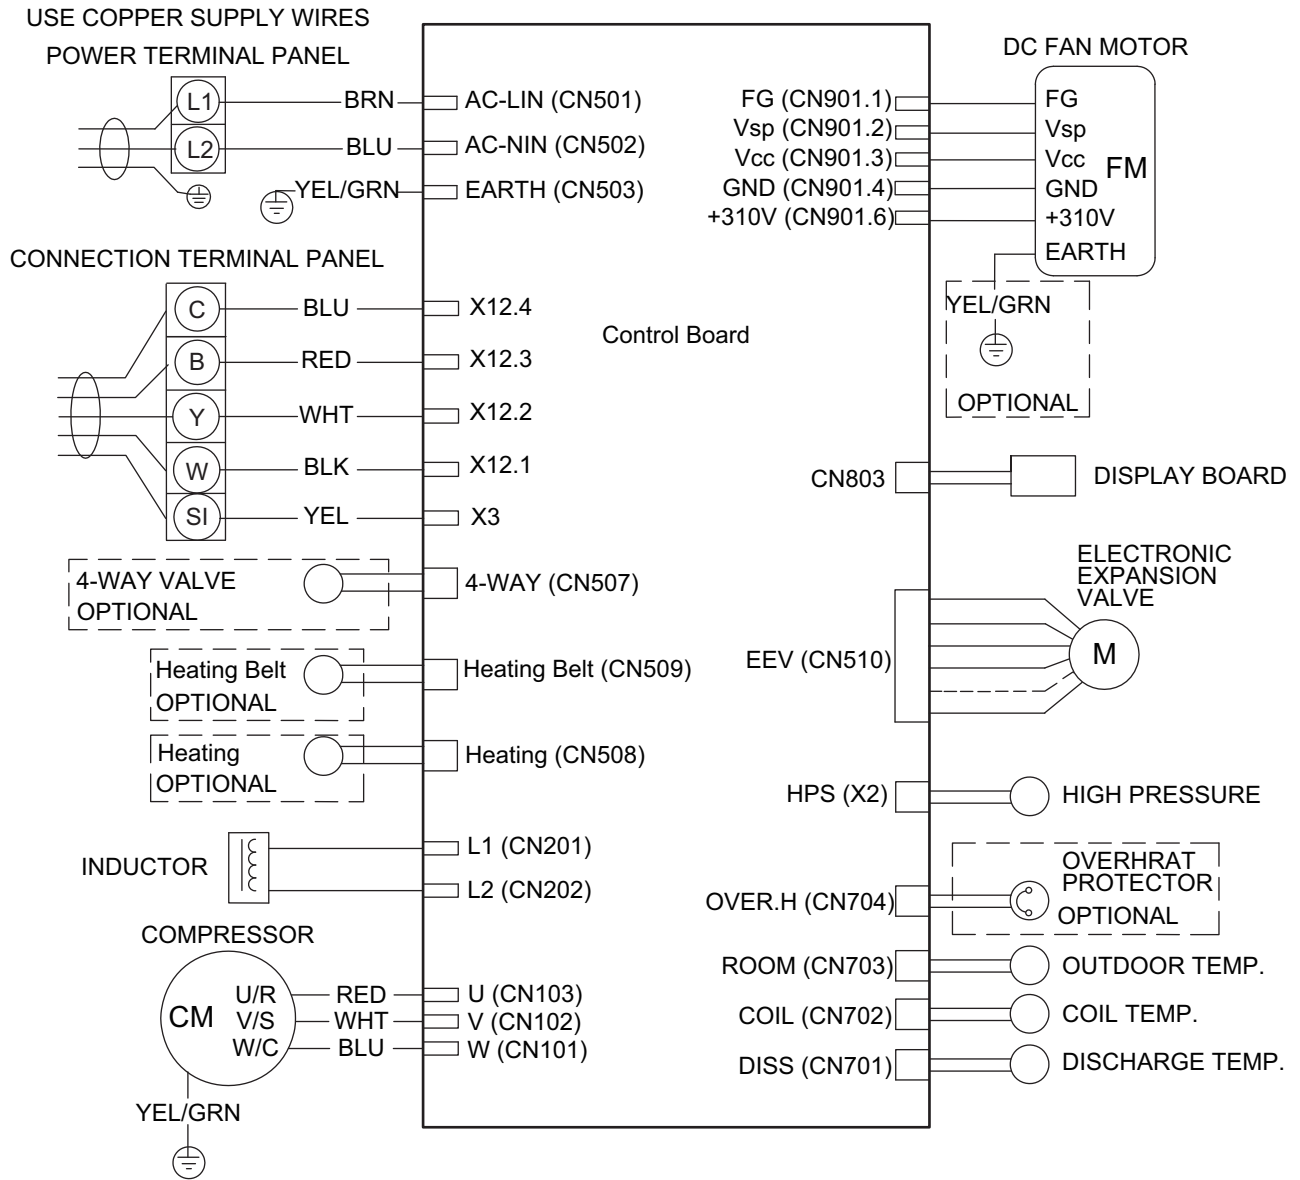 USE COPPER SUPPLY WIRES
POWER TERMINAL PANEL
L1
BRN
AC-LIN (CN501)
L2
BLU
AC-NIN (CN502)
YEL/GRN
EARTH (CN503)
CONNECTION TERMINAL PANEL
C
BLU
X12.4
B
RED
X12.3
Y
WHT
X12.2
W
BLK
X12.1
SI
YEL
X3
4-WAY VALVE
OPTIONAL
4-WAY (CN507)
Heating Belt
OPTIONAL
Heating Belt (CN509)
Heating
OPTIONAL
Heating (CN508)
INDUCTOR
L1 (CN201)
L2 (CN202)
COMPRESSOR
CM
U/R
RED
U (CN103)
V/S
WHT
V (CN102)
W/C
BLU
W (CN101)
YEL/GRN
Control Board
DC FAN MOTOR
FG (CN901.1)
FG
Vsp (CN901.2)
Vsp
Vcc (CN901.3)
Vcc
FM
GND (CN901.4)
GND
+310V (CN901.6)
+310V
EARTH
YEL/GRN
OPTIONAL
CN803
DISPLAY BOARD
ELECTRONIC
EXPANSION
VALVE
EEV (CN510)
M
HPS (X2)
HIGH PRESSURE
OVER.H (CN704)
OVERHRAT
PROTECTOR
OPTIONAL
ROOM (CN703)
OUTDOOR TEMP.
COIL (CN702)
COIL TEMP.
DISS (CN701)
DISCHARGE TEMP.